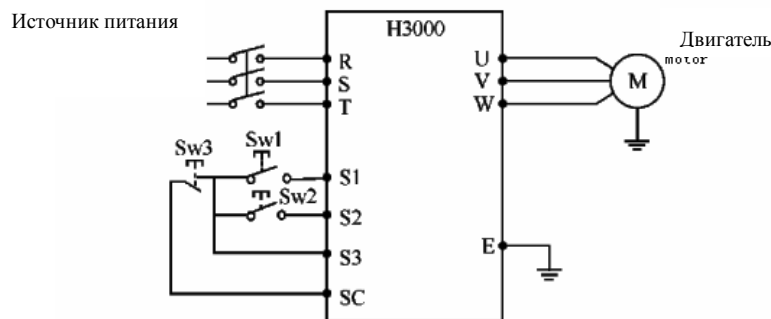 Источник питания
H3000
Двигатель
motor
R
S
T
U
V
W
M
Sw3
Sw1
S1
Sw2
S2
S3
SC
E